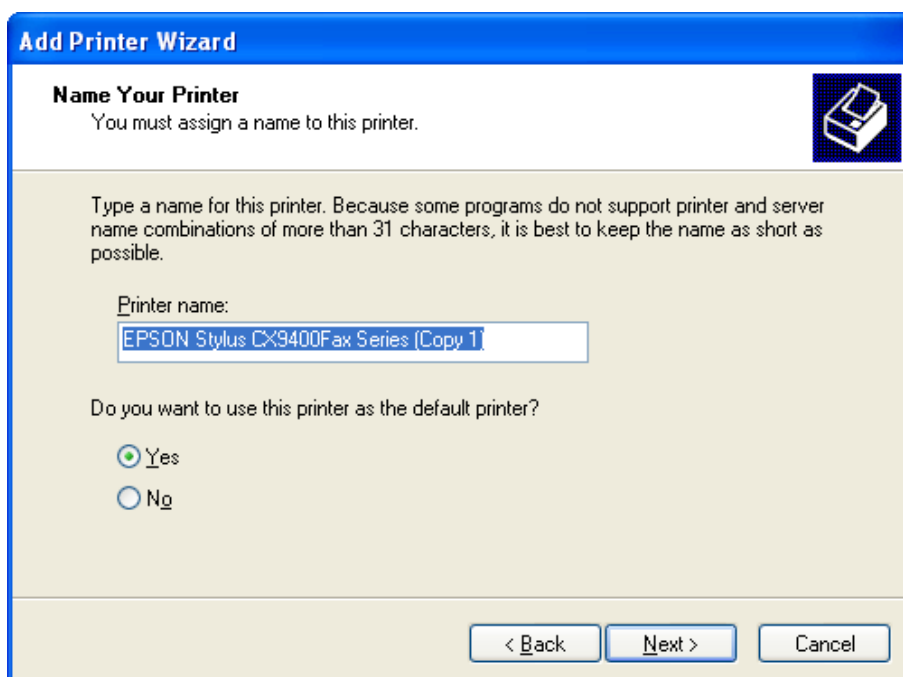 Add Printer Wizard
Name Your Printer
You must assign a name to this printer.
Type a name for this printer. Because some programs do not support printer and server
name combinations of more than 31 characters, it is best to keep the name as short as
possible.
Printer name:
EPSON Stylus CX9400Fax Series (Copy 1)
Do you want to use this printer as the default printer?
Yes
No
< Back Next > Cancel